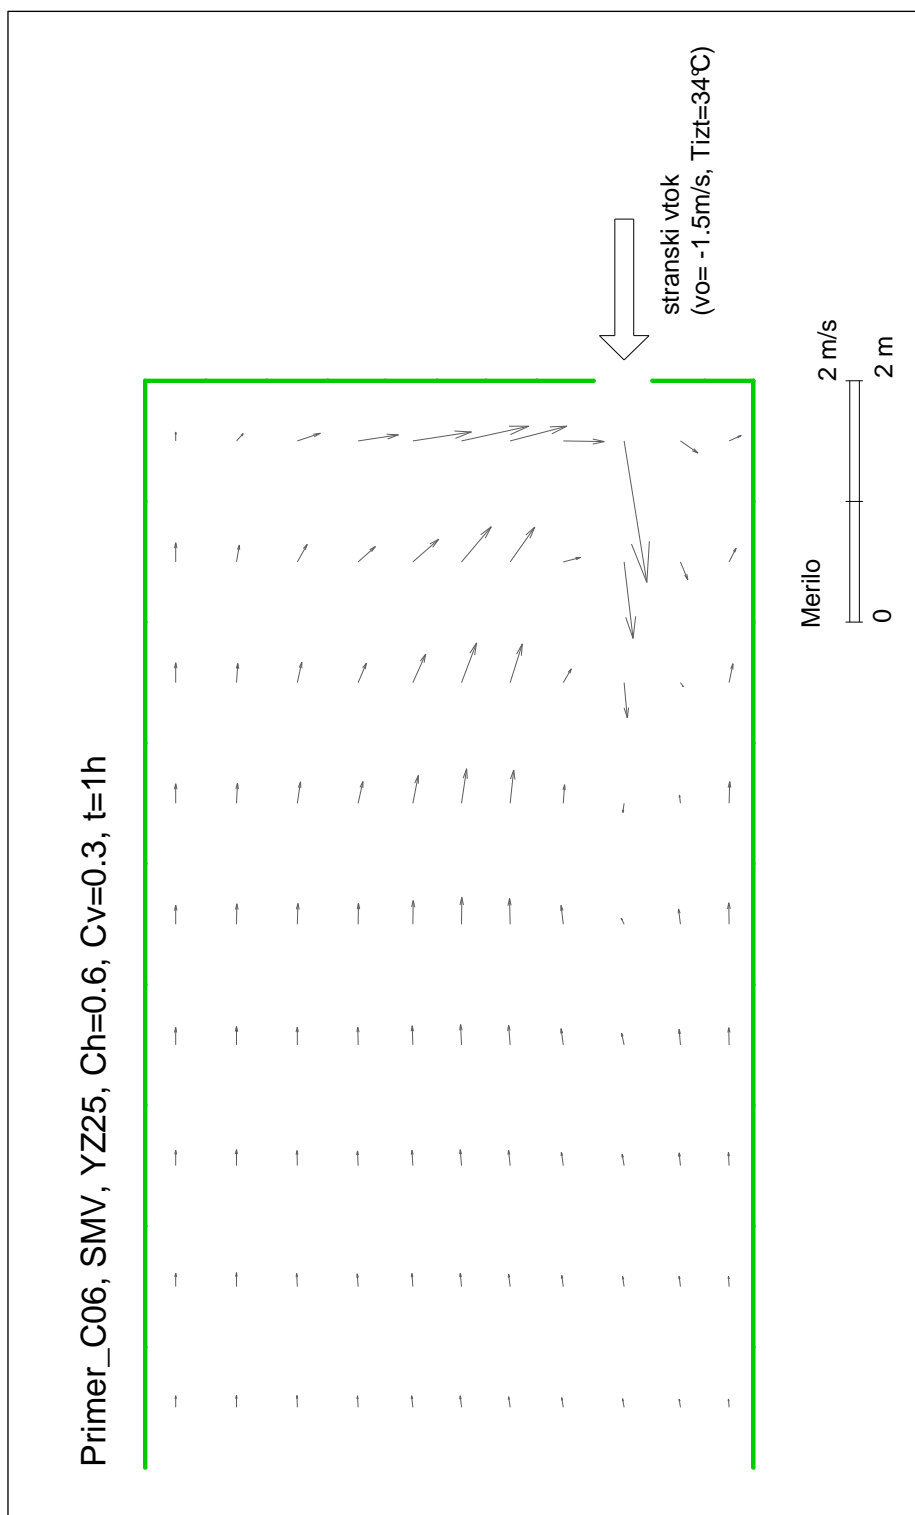 Primer_C06, SMV, YZ25, Ch=0.6, Cv=0.3, t=1h
stranski vtok
(vo= -1.5m/s, Tizt=34°C)
Merilo
2 m/s
0
2 m